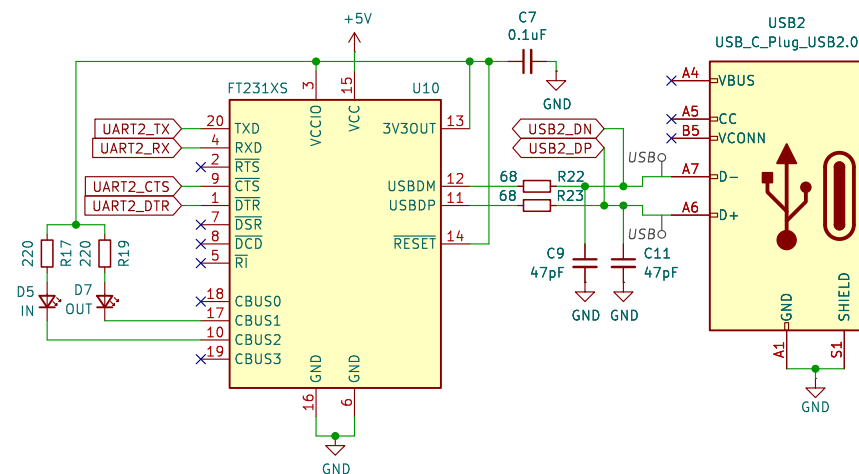 +5V
C7
0.1uF
GND
FT231XS
U10
3
VCCIO
15
VCC
UART2_TX
20
TXD
UART2_RX
4
RXD
2
RTS
UART2_CTS
9
CTS
UART2_DTR
1
DTR
7
DSR
8
DCD
5
RI
18
CBUS0
17
CBUS1
10
CBUS2
19
CBUS3
3V3OUT
13
USBDM
12
USBDP
11
RESET
14
GND
16
GND
6
GND
220
R17
220
R19
D5
IN
D7
OUT
USB2_DN
USB2_DP
68
R22
68
R23
C9
47pF
GND
C11
47pF
GND
USB
USB
USB2
USB_C_Plug_USB2.0
A4
VBUS
A5
CC
B5
VCONN
A7
D-
A6
D+
GND
A1
SHIELD
S1
GND